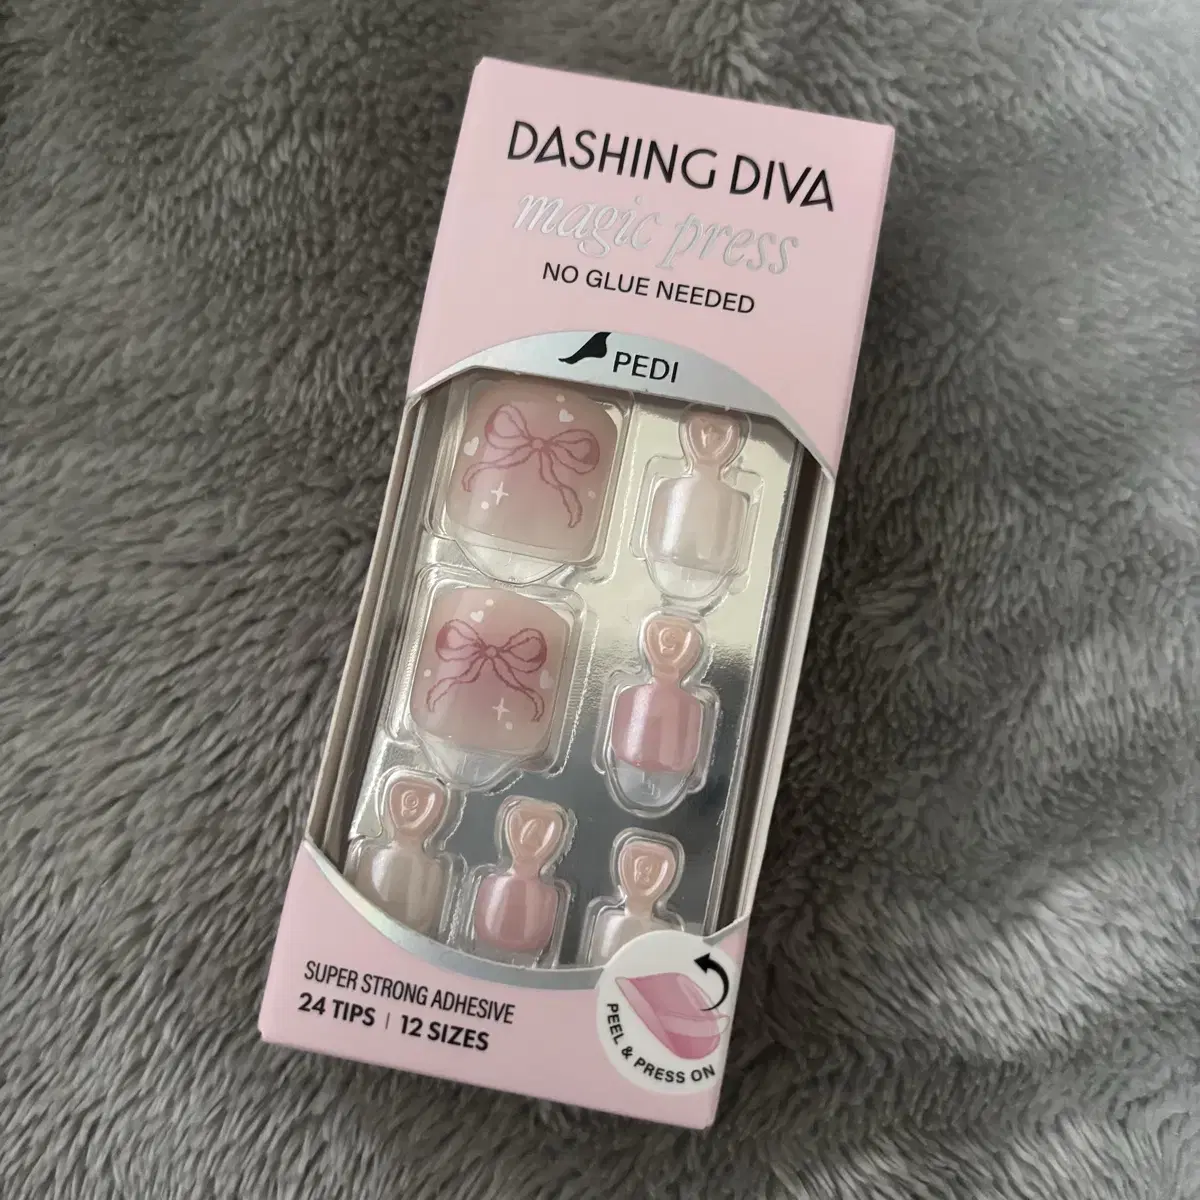 DASHING DIVA
magic press
NO GLUE NEEDED
PEDI
SUPER STRONG ADHESIVE
24 TIPS | 12 SIZES
PEEL & PRESS ON